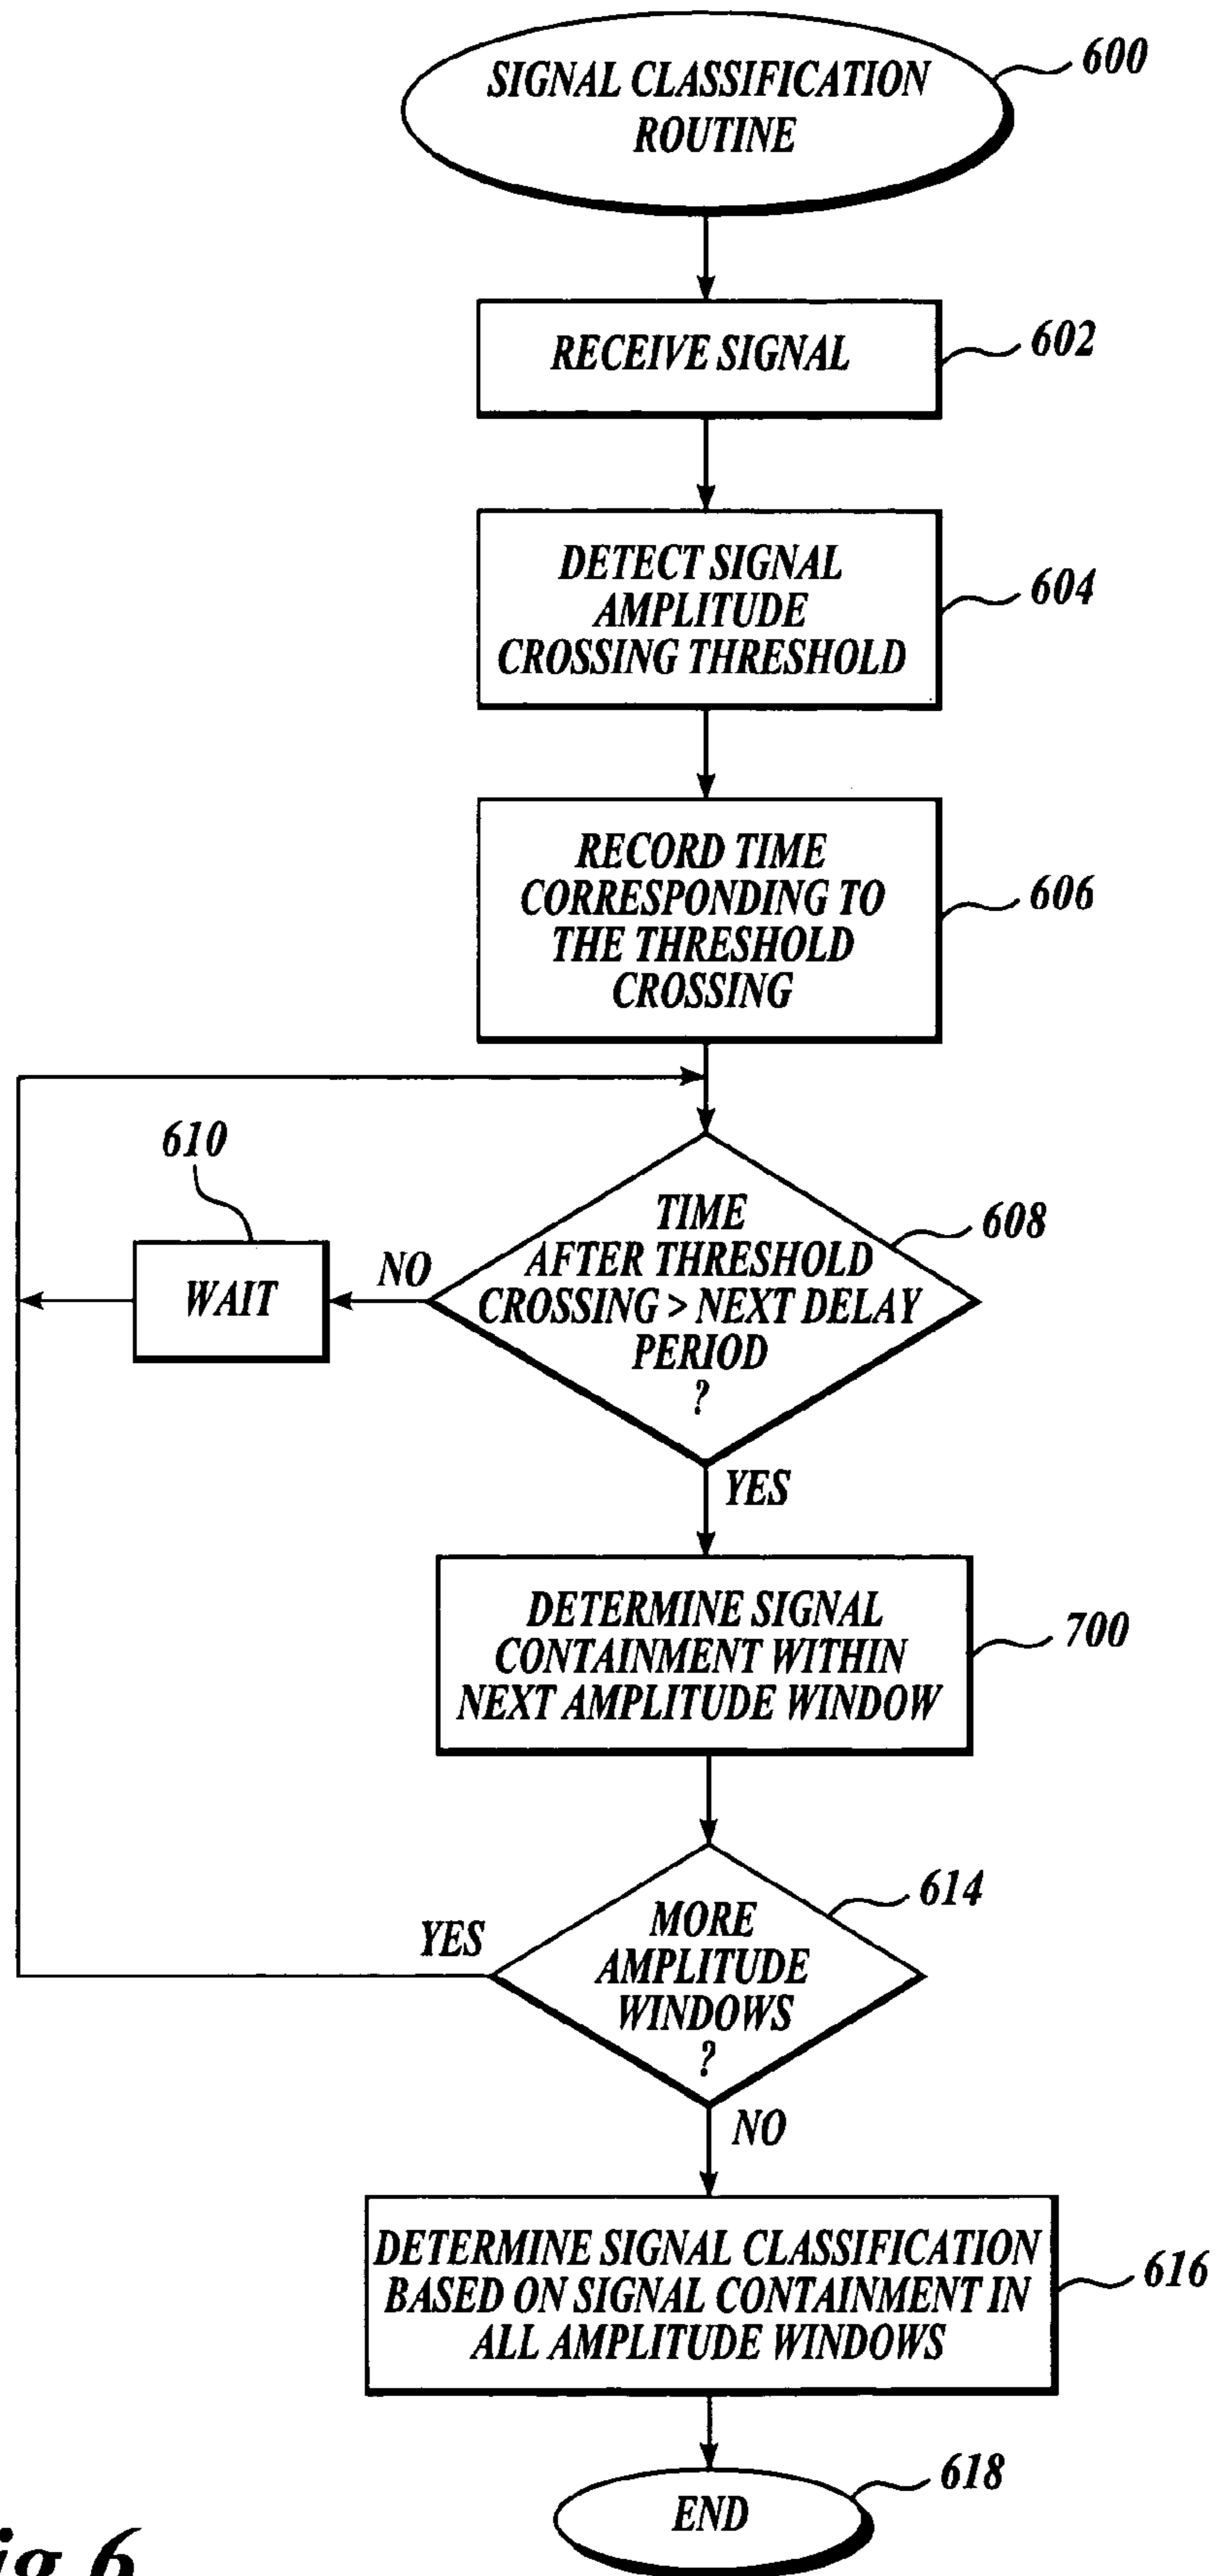 SIGNAL CLASSIFICATION
ROUTINE
600
RECEIVE SIGNAL
602
DETECT SIGNAL
AMPLITUDE
CROSSING THRESHOLD
604
RECORD TIME
CORRESPONDING TO
THE THRESHOLD
CROSSING
606
610
WAIT
NO
TIME
AFTER THRESHOLD
CROSSING > NEXT DELAY
PERIOD
?
608
YES
DETERMINE SIGNAL
CONTAINMENT WITHIN
NEXT AMPLITUDE WINDOW
700
YES
MORE
AMPLITUDE
WINDOWS
?
614
NO
DETERMINE SIGNAL CLASSIFICATION
BASED ON SIGNAL CONTAINMENT IN
ALL AMPLITUDE WINDOWS
616
END
618
ig.6